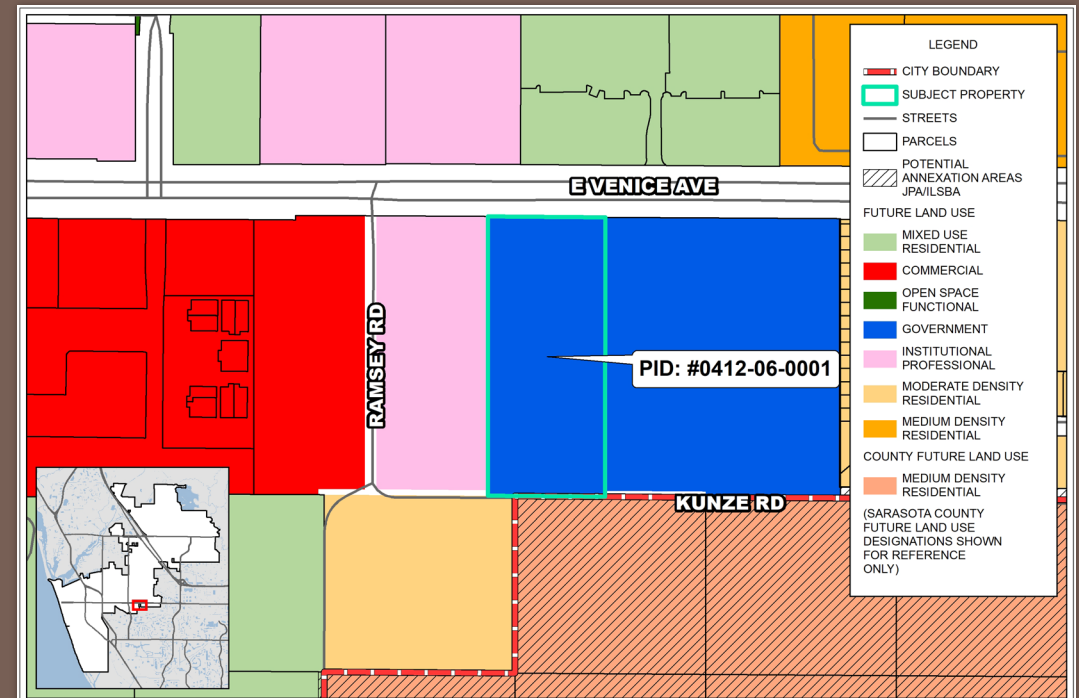 LEGEND
CITY BOUNDARY
SUBJECT PROPERTY
STREETS
PARCELS
POTENTIAL
ANNEXATION AREAS
JPA/ILSBA
FUTURE LAND USE
MIXED USE
RESIDENTIAL
COMMERCIAL
OPEN SPACE
FUNCTIONAL
GOVERNMENT
INSTITUTIONAL
PROFESSIONAL
MODERATE DENSITY
RESIDENTIAL
MEDIUM DENSITY
RESIDENTIAL
COUNTY FUTURE LAND USE
MEDIUM DENSITY
RESIDENTIAL
(SARASOTA COUNTY
FUTURE LAND USE
DESIGNATIONS SHOWN
FOR REFERENCE
ONLY)
E VENICE AVE
RAMSEY RD
PID: #0412-06-0001
KUNZE RD